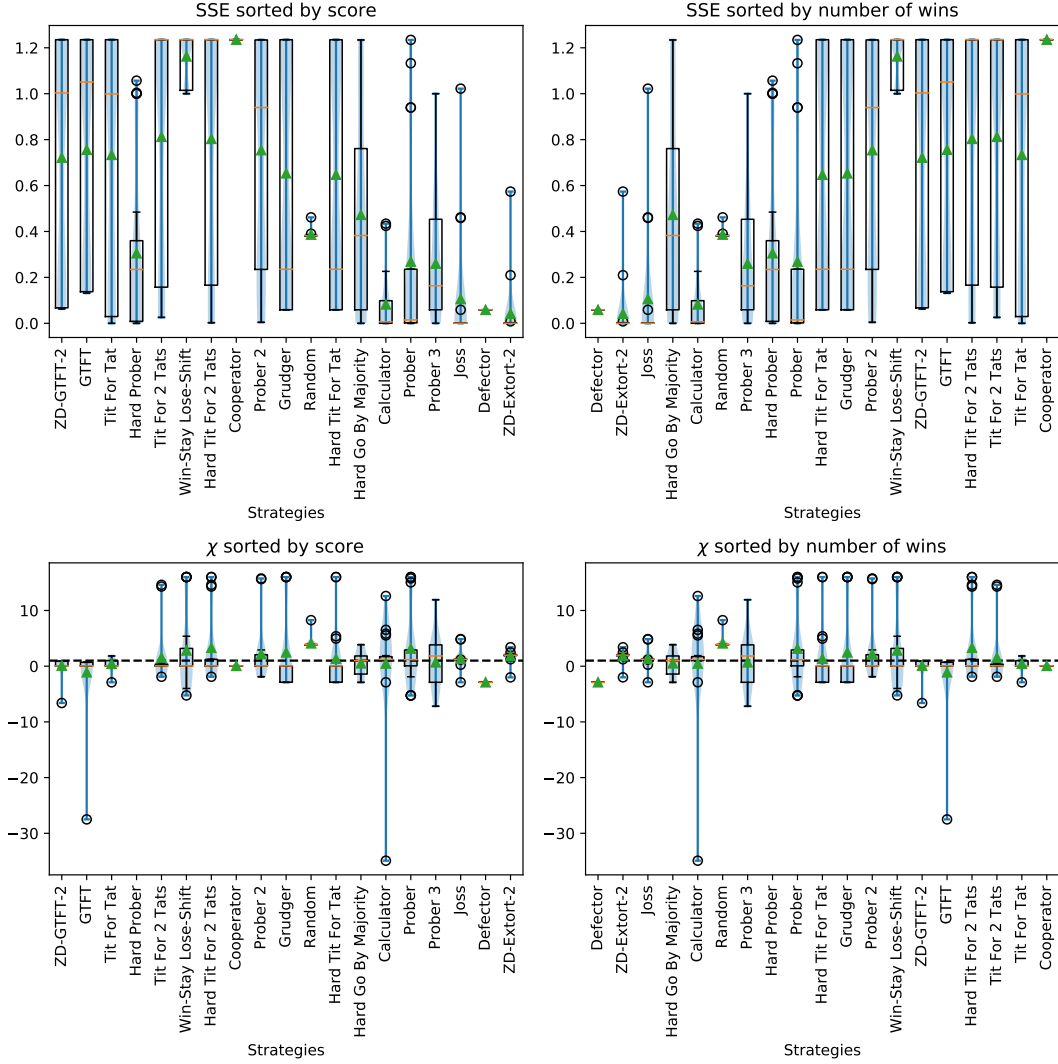 SSE sorted by score
1.2
1.0
0.8
0.6
0.4
0.2
0.0
ZD-GTFT-2
GTFT
Tit For Tat
Hard Prober
Tit For 2 Tats
Win-Stay Lose-Shift
Hard Tit For 2 Tats
Cooperator
Prober 2
Grudger
Random
Hard Tit For Tat
Hard Go By Majority
Calculator
Prober
Prober 3
Joss
Defector
ZD-Extort-2
Strategies
SSE sorted by number of wins
1.2
1.0
0.8
0.6
0.4
0.2
0.0
Defector
ZD-Extort-2
Joss
Hard Go By Majority
Calculator
Random
Prober 3
Hard Prober
Prober
Hard Tit For Tat
Grudger
Prober 2
Win-Stay Lose-Shift
ZD-GTFT-2
GTFT
Hard Tit For 2 Tats
Tit For 2 Tats
Tit For Tat
Cooperator
Strategies
χ sorted by score
10
0
−10
−20
−30
ZD-GTFT-2
GTFT
Tit For Tat
Hard Prober
Tit For 2 Tats
Win-Stay Lose-Shift
Hard Tit For 2 Tats
Cooperator
Prober 2
Grudger
Random
Hard Tit For Tat
Hard Go By Majority
Calculator
Prober
Prober 3
Joss
Defector
ZD-Extort-2
Strategies
χ sorted by number of wins
10
0
−10
−20
−30
Defector
ZD-Extort-2
Joss
Hard Go By Majority
Calculator
Random
Prober 3
Hard Prober
Prober
Hard Tit For Tat
Grudger
Prober 2
Win-Stay Lose-Shift
ZD-GTFT-2
GTFT
Hard Tit For 2 Tats
Tit For 2 Tats
Tit For Tat
Cooperator
Strategies